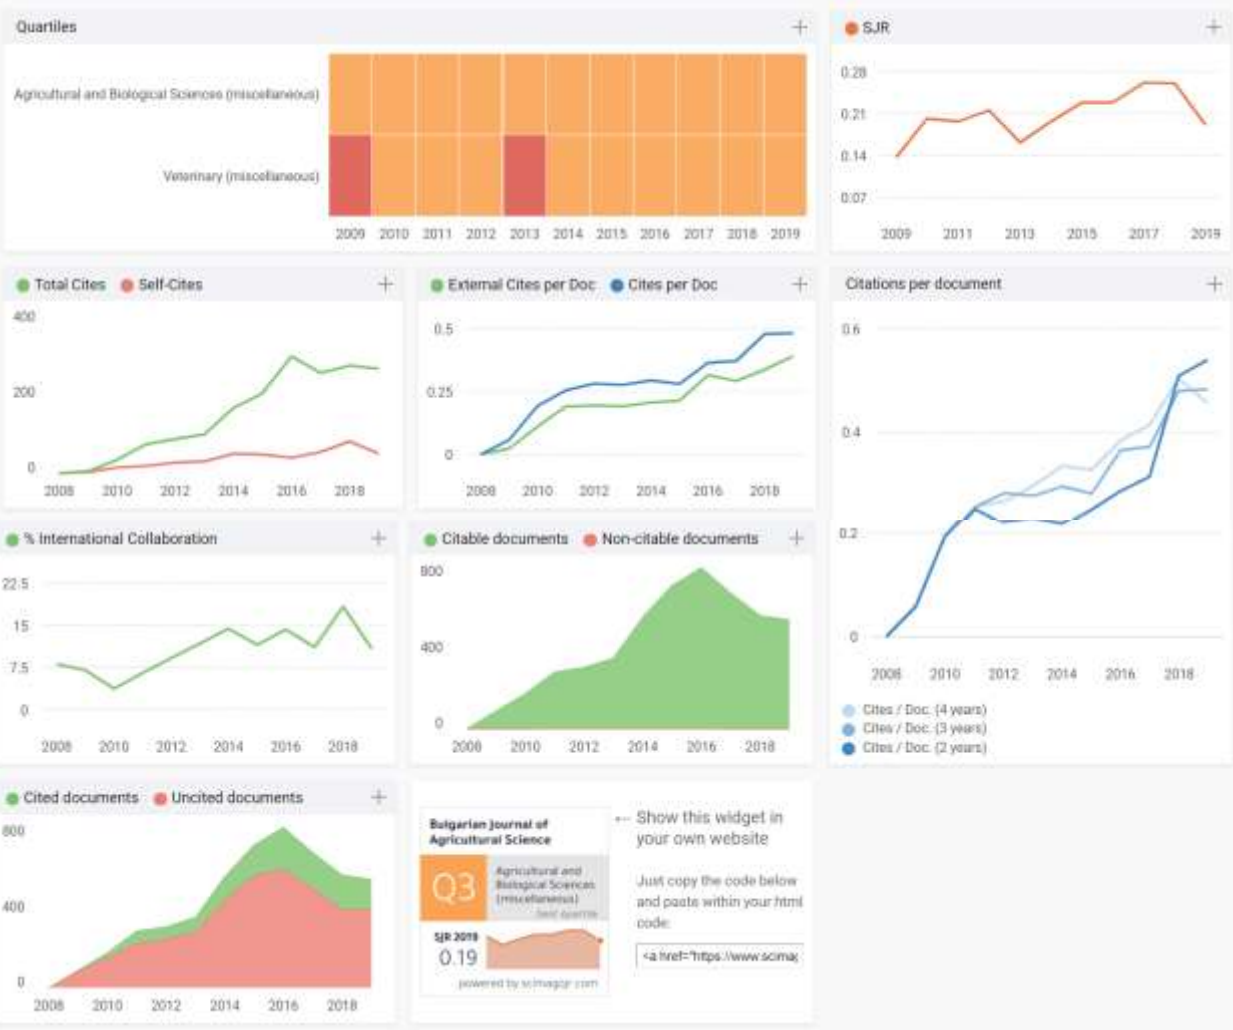 Quartiles
Agricultural and Biological Sciences (miscellaneous)
Veterinary (miscellaneous)
2009 2010 2011 2012 2013 2014 2015 2016 2017 2018 2019
SJR
0.28
0.21
0.14
0.07
2009 2011 2013 2015 2017 2019
Total Cites Self-Cites
400
200
0
2008 2010 2012 2014 2016 2018
External Cites per Doc Cites per Doc
0.5
0.25
0
2008 2010 2012 2014 2016 2018
Citations per document
0.6
0.4
0.2
0
2008 2010 2012 2014 2016 2018
Cites / Doc. (4 years)
Cites / Doc. (3 years)
Cites / Doc. (2 years)
% International Collaboration
22.5
15
7.5
0
2008 2010 2012 2014 2016 2018
Citable documents Non-citable documents
800
400
0
2008 2010 2012 2014 2016 2018
Cited documents Uncited documents
800
400
0
2008 2010 2012 2014 2016 2018
Bulgarian Journal of
Agricultural Science
Q3
Agricultural and
Biological Sciences
(miscellaneous)
best quartile
SJR 2019
0.19
powered by scimagojr.com
← Show this widget in
your own website
Just copy the code below
and paste within your html
code:
<a href="https://www.scimag